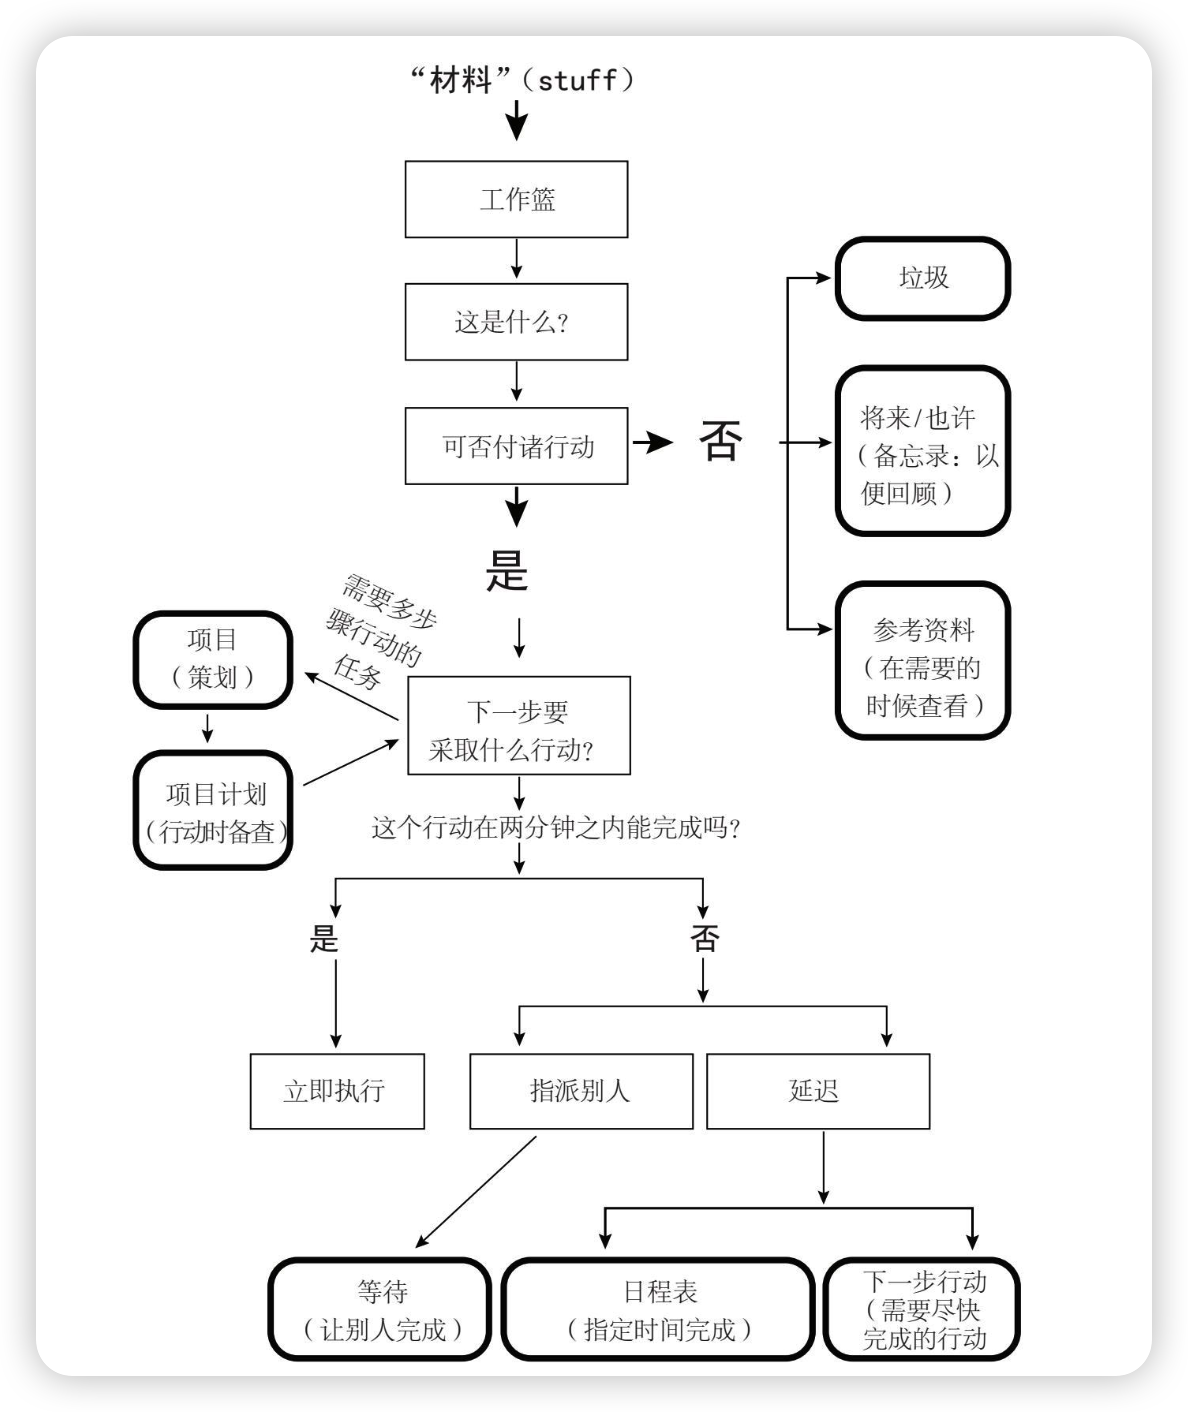 “材料”（stuff）
工作篮
这是什么？
可否付诸行动
否
垃圾
将来/也许
（备忘录：以
便回顾）
参考资料
（在需要的
时候查看）
是
需要多步
骤行动的
任务
项目
（策划）
项目计划
（行动时备查）
下一步要
采取什么行动？
这个行动在两分钟之内能完成吗？
是
否
立即执行
指派别人
延迟
等待
（让别人完成）
日程表
（指定时间完成）
下一步行动
（需要尽快
完成的行动